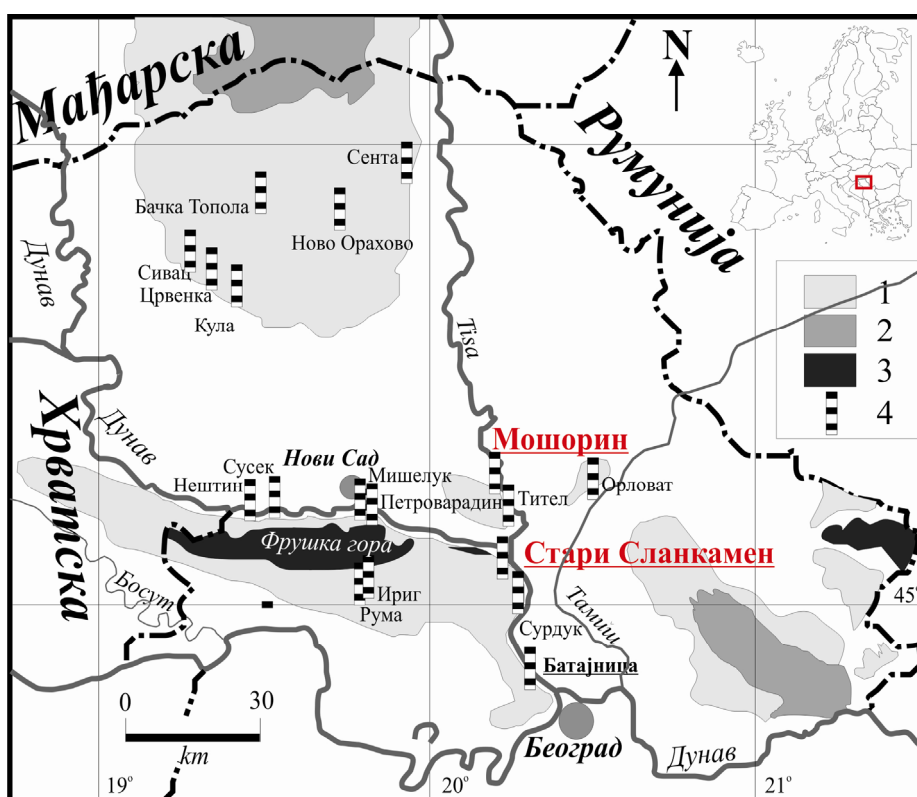 Мађарска
N
Румунија
Сента
Бачка Топола
Ново Орахово
Сивац
Црвенка
Кула
Дунав
Tisa
1
2
3
4
Хрватска
Дунав
Мошорин
Нови Сад
Сусек
Нештин
Мишелук
Петроварадин
Тител
Орловат
Фрушка гора
Стари Сланкамен
Босут
Ириг
Рума
Тамиш
45°
Сурдук
Батајница
0
30
km
Београд
Дунав
19°
20°
21°